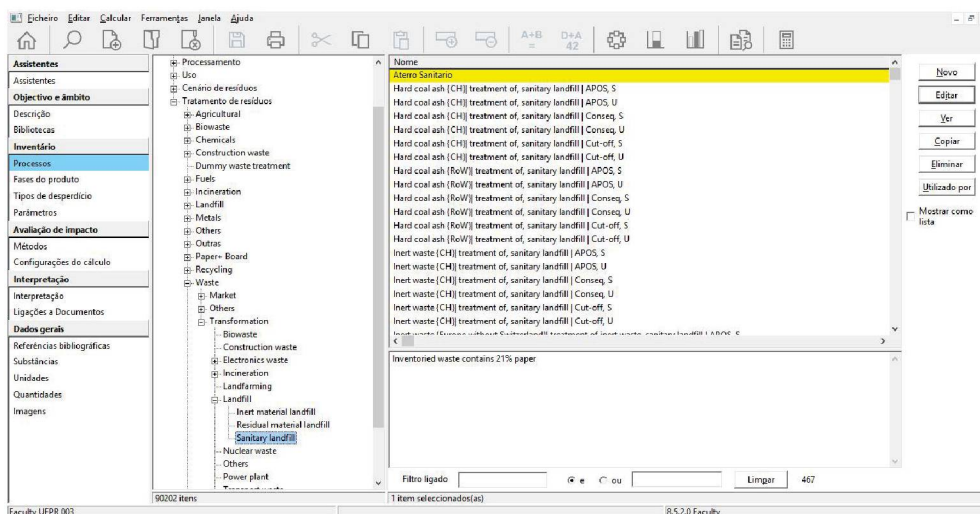 Ficheiro Editar Calcular Ferramentas Janela Ajuda
A+B
=
D+A
42
Assistentes
Assistentes
Objectivo e âmbito
Descrição
Bibliotecas
Inventário
Processos
Fases do produto
Tipos de desperdício
Parámetros
Avaliação de impacto
Métodos
Configurações do cálculo
Interpretação
Interpretação
Ligações a Documentos
Dados gerais
Referências bibliográficas
Substâncias
Unidades
Quantidades
Imagens
Processamento
Uso
Cenário de resíduos
Tratamento de resíduos
Agricultural
Biowaste
Chemicals
Construction waste
Dummy waste treatment
Fuels
Incineration
Landfill
Metals
Others
Outras
Paper+ Board
Recycling
Waste
Market
Others
Transformation
Biowaste
Construction waste
Electronics waste
Incineration
Landfarming
Landfill
Inert material landfill
Residual material landfill
Sanitary landfill
Nuclear waste
Others
Power plant
90202 itens
Nome
Aterro Sanitario
Hard coal ash {CH}| treatment of, sanitary landfill | APOS, S
Hard coal ash {CH}| treatment of, sanitary landfill | APOS, U
Hard coal ash {CH}| treatment of, sanitary landfill | Conseq, S
Hard coal ash {CH}| treatment of, sanitary landfill | Conseq, U
Hard coal ash {CH}| treatment of, sanitary landfill | Cut-off, S
Hard coal ash {CH}| treatment of, sanitary landfill | Cut-off, U
Hard coal ash {RoW}| treatment of, sanitary landfill | APOS, S
Hard coal ash {RoW}| treatment of, sanitary landfill | APOS, U
Hard coal ash {RoW}| treatment of, sanitary landfill | Conseq, S
Hard coal ash {RoW}| treatment of, sanitary landfill | Conseq, U
Hard coal ash {RoW}| treatment of, sanitary landfill | Cut-off, S
Hard coal ash {RoW}| treatment of, sanitary landfill | Cut-off, U
Inert waste {CH}| treatment of, sanitary landfill | APOS, S
Inert waste {CH}| treatment of, sanitary landfill | APOS, U
Inert waste {CH}| treatment of, sanitary landfill | Conseq, S
Inert waste {CH}| treatment of, sanitary landfill | Conseq, U
Inert waste {CH}| treatment of, sanitary landfill | Cut-off, S
Inert waste {CH}| treatment of, sanitary landfill | Cut-off, U
Inert waste {Europe without Switzerland}| treatment of inert waste, sanitary landfill | APOS, S
Inventoried waste contains 21% paper
Filtro ligado e ou Limpar 467
1 item seleccionados(as)
Novo
Editar
Ver
Copiar
Eliminar
Utilizado por
Mostrar como
lista
Faculty UFPR 003
8.5.2.0 Faculty